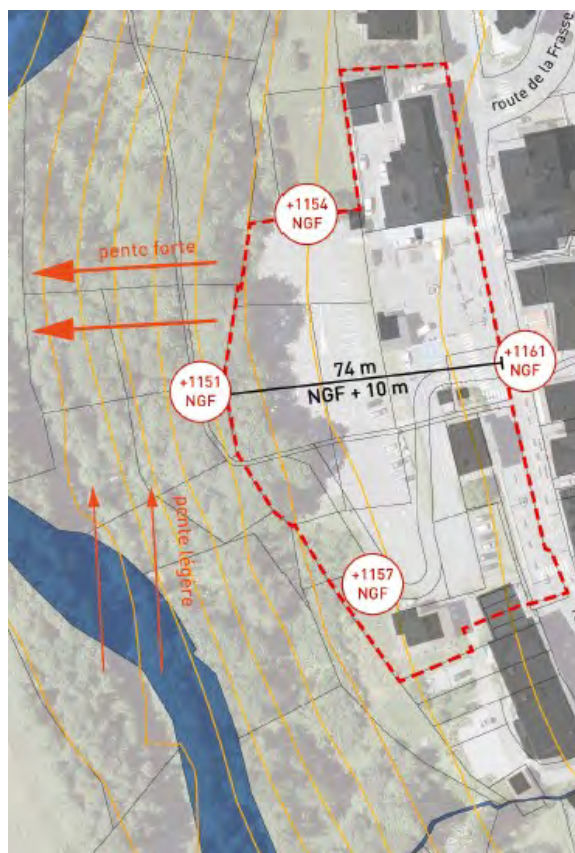 route de la Frasse
+1154
NGF
pente forte
+1161
NGF
74 m
NGF + 10 m
+1151
NGF
pente légère
+1157
NGF